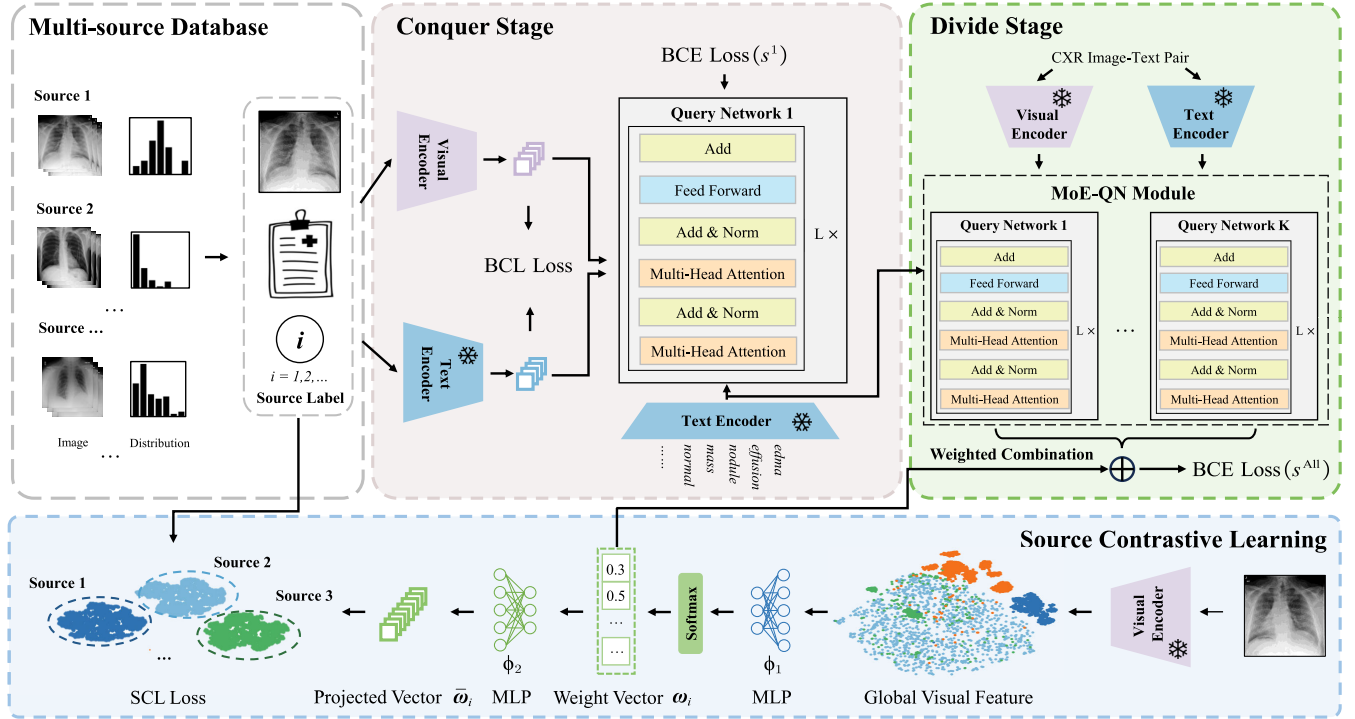 Multi-source Database
Source 1
Source 2
...
Source ...
Image
Distribution
...
i
i = 1,2,...
Source Label
Conquer Stage
Visual Encoder
Text Encoder
BCL Loss
BCE Loss(s¹)
Query Network 1
Add
Feed Forward
Add & Norm
Multi-Head Attention
Add & Norm
Multi-Head Attention
L ×
Text Encoder
......
normal
mass
nodule
effusion
edma
Divide Stage
CXR Image-Text Pair
Visual Encoder
Text Encoder
MoE-QN Module
Query Network 1
Add
Feed Forward
Add & Norm
Multi-Head Attention
Add & Norm
Multi-Head Attention
L ×
...
Query Network K
Add
Feed Forward
Add & Norm
Multi-Head Attention
Add & Norm
Multi-Head Attention
L ×
Weighted Combination
BCE Loss(s^All)
Source Contrastive Learning
Source 1
Source 2
Source 3
...
SCL Loss
Projected Vector ω̄ᵢ
ϕ₂
MLP
0.3
0.5
...
...
Weight Vector ωᵢ
Softmax
ϕ₁
MLP
Global Visual Feature
Visual Encoder